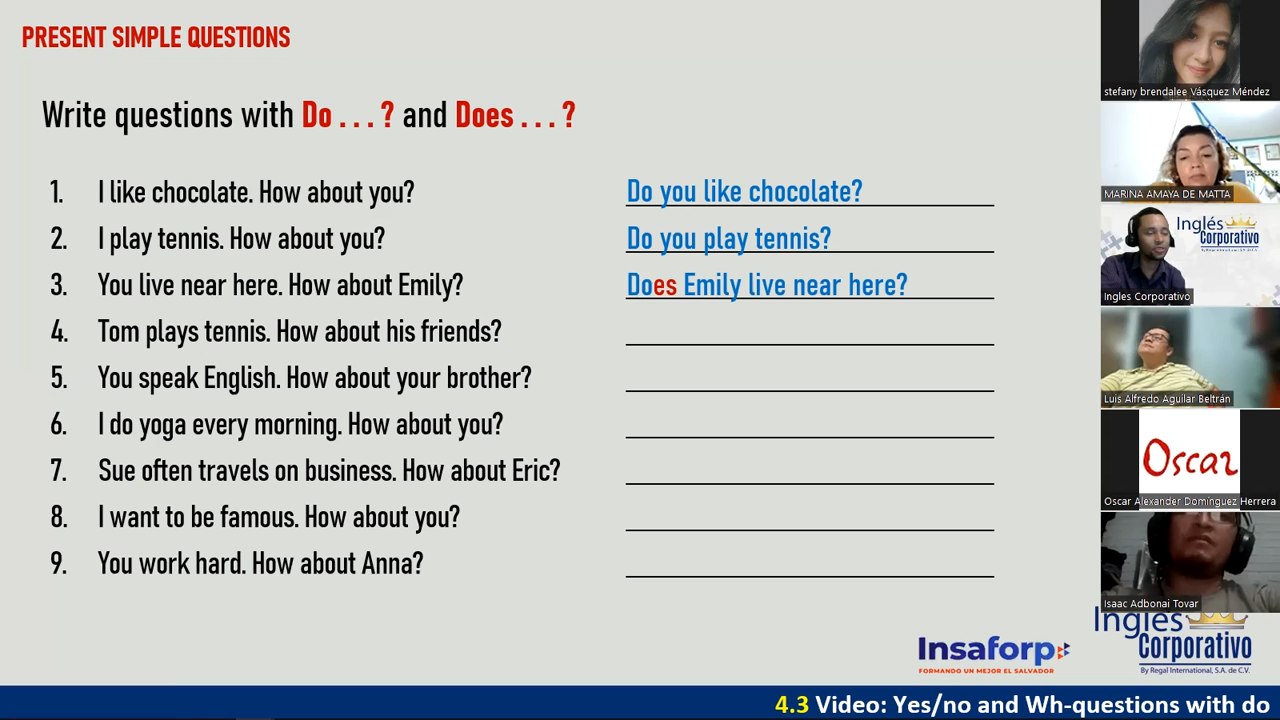 PRESENT SIMPLE QUESTIONS
Write questions with Do . . . ? and Does . . . ?
1. I like chocolate. How about you? Do you like chocolate?
2. I play tennis. How about you? Do you play tennis?
3. You live near here. How about Emily? Does Emily live near here?
4. Tom plays tennis. How about his friends?
5. You speak English. How about your brother?
6. I do yoga every morning. How about you?
7. Sue often travels on business. How about Eric?
8. I want to be famous. How about you?
9. You work hard. How about Anna?
Insaforp
FORMANDO UN MEJOR EL SALVADOR
Inglés
Corporativo
By Regal International, S.A. de C.V.
4.3 Video: Yes/no and Wh-questions with do
stefany brendalee Vásquez Méndez
MARINA AMAYA DE MATTA
Inglés
Corporativo
Ingles Corporativo
Luis Alfredo Aguilar Beltrán
Oscar
Oscar Alexander Domínguez Herrera
Isaac Adbonai Tovar